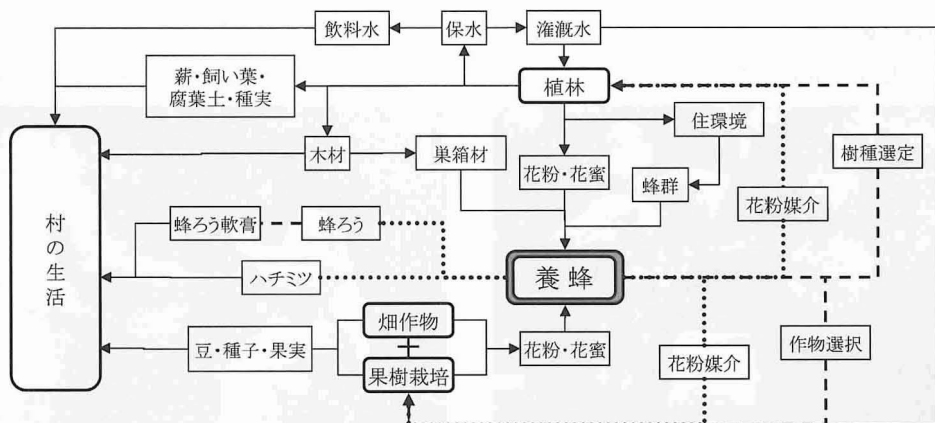 飲料水
保水
潅漑水
薪・飼い葉・
腐葉土・種実
植林
住環境
樹種選定
木材
巣箱材
花粉・花蜜
蜂群
花粉媒介
村の生活
蜂ろう軟膏
蜂ろう
ハチミツ
養蜂
畑作物
豆・種子・果実
花粉・花蜜
果樹栽培
花粉媒介
作物選択